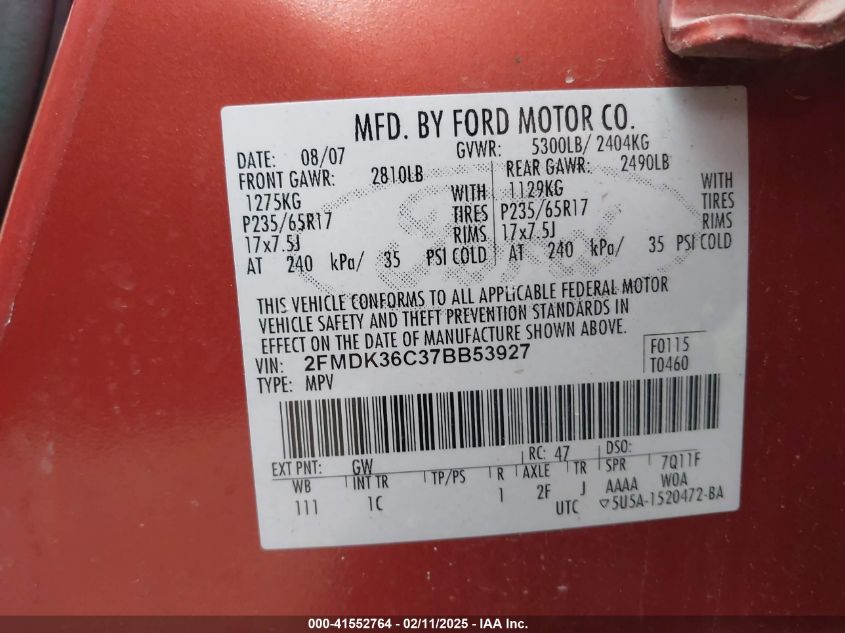 MFD. BY FORD MOTOR CO.
DATE: 08/07 GVWR: 5300LB/ 2404KG
FRONT GAWR: 2810LB REAR GAWR: 2490LB
1275KG WITH 1129KG WITH
P235/65R17 TIRES P235/65R17 TIRES
17x7.5J RIMS 17x7.5J RIMS
AT 240 kPa/ 35 PSI COLD AT 240 kPa/ 35 PSI COLD
THIS VEHICLE CONFORMS TO ALL APPLICABLE FEDERAL MOTOR
VEHICLE SAFETY AND THEFT PREVENTION STANDARDS IN
EFFECT ON THE DATE OF MANUFACTURE SHOWN ABOVE.
VIN: 2FMDK36C37BB53927 F0115
TYPE: MPV T0460
EXT PNT: GW RC: 47 DSO:
WB INT TR TP/PS R AXLE TR SPR 7Q11F
111 1C 1 2F J AAAA WOA
UTC 5U5A-1520472-BA
Ford
000-41552764 - 02/11/2025 - IAA Inc.